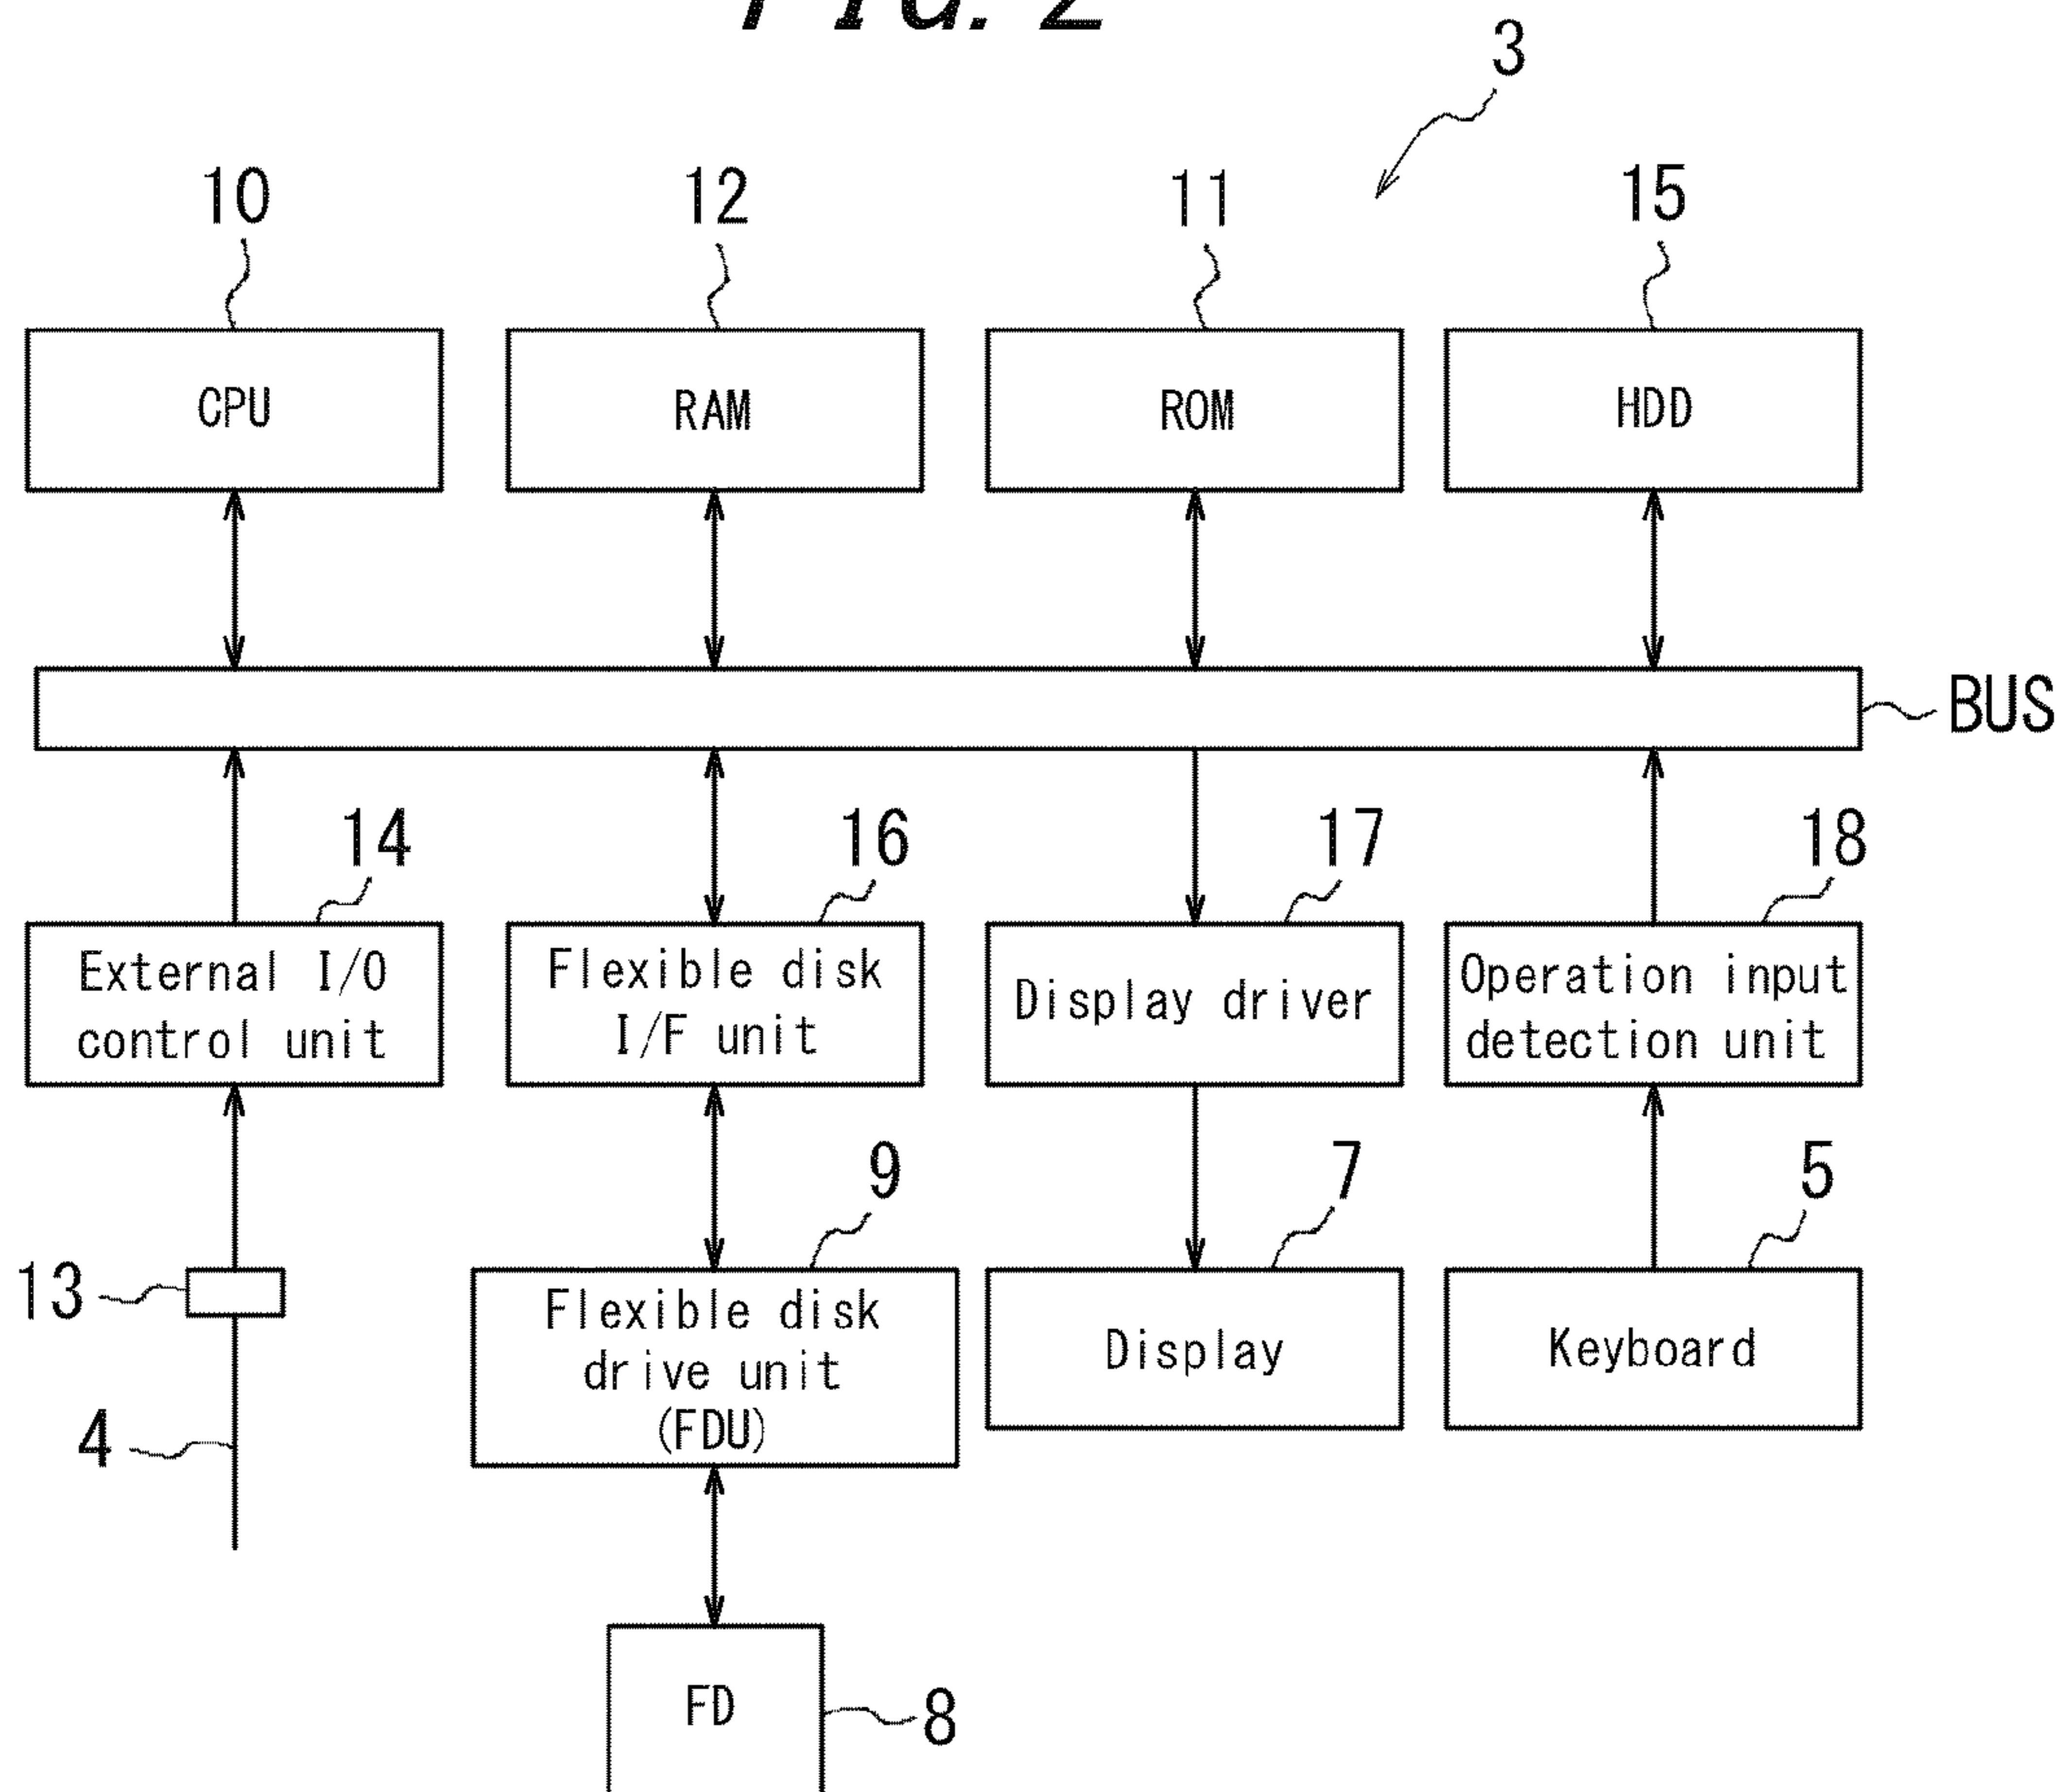 FIG. 2
3
10
12
11
15
CPU
RAM
ROM
HDD
BUS
14
16
17
18
External I/O
control unit
Flexible disk
I/F unit
Display driver
Operation input
detection unit
9
7
5
13
Flexible disk
drive unit
(FDU)
Display
Keyboard
4
FD
8